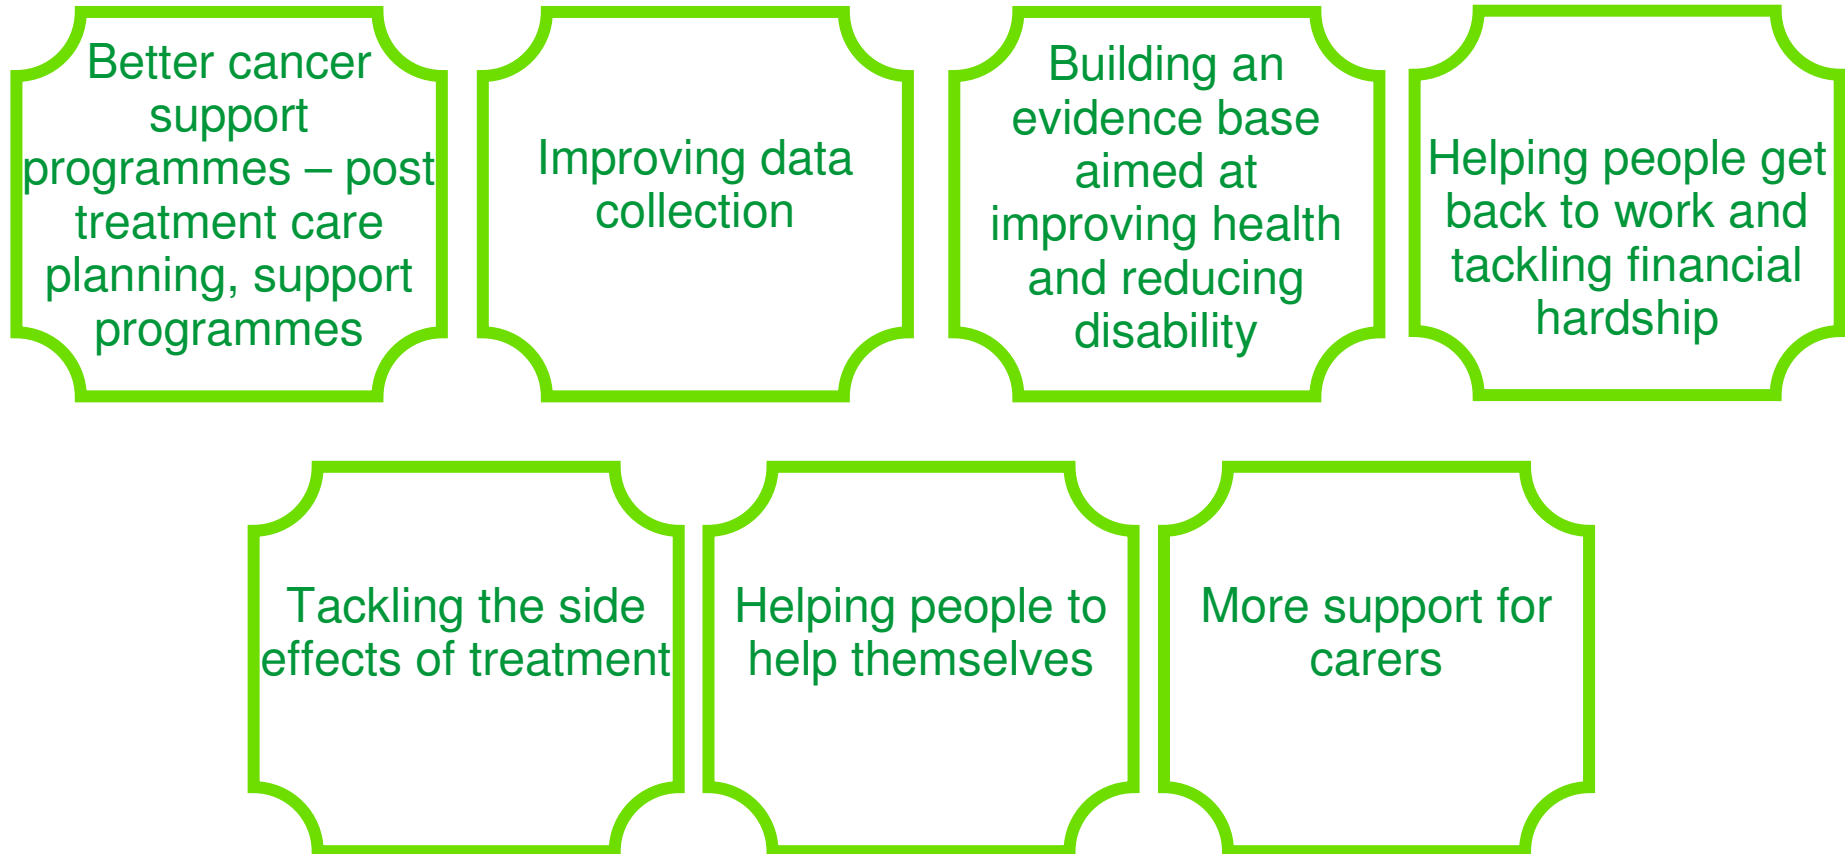 Better cancer
support
programmes – post
treatment care
planning, support
programmes
Improving data
collection
Building an
evidence base
aimed at
improving health
and reducing
disability
Helping people get
back to work and
tackling financial
hardship
Tackling the side
effects of treatment
Helping people to
help themselves
More support for
carers